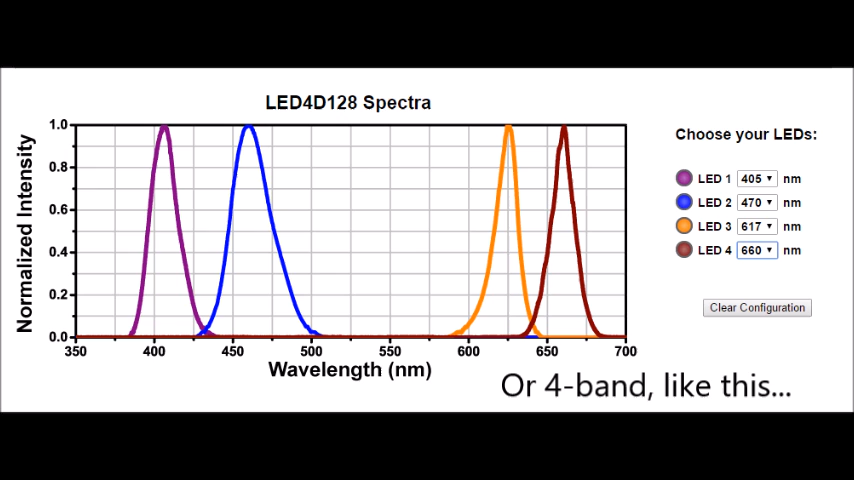 LED4D128 Spectra
Normalized Intensity
1.0
0.8
0.6
0.4
0.2
0.0
350 400 450 500 550 600 650 700
Wavelength (nm)
Choose your LEDs:
LED 1 405 nm
LED 2 470 nm
LED 3 617 nm
LED 4 660 nm
Clear Configuration
Or 4-band, like this...